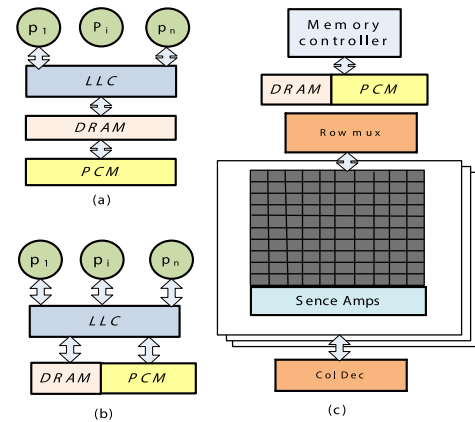 p1 Pi pn
LLC
DRAM
PCM
(a)
p1 pi pn
LLC
DRAM PCM
(b)
Memory
controller
DRAM PCM
Row mux
Sence Amps
Col Dec
(c)